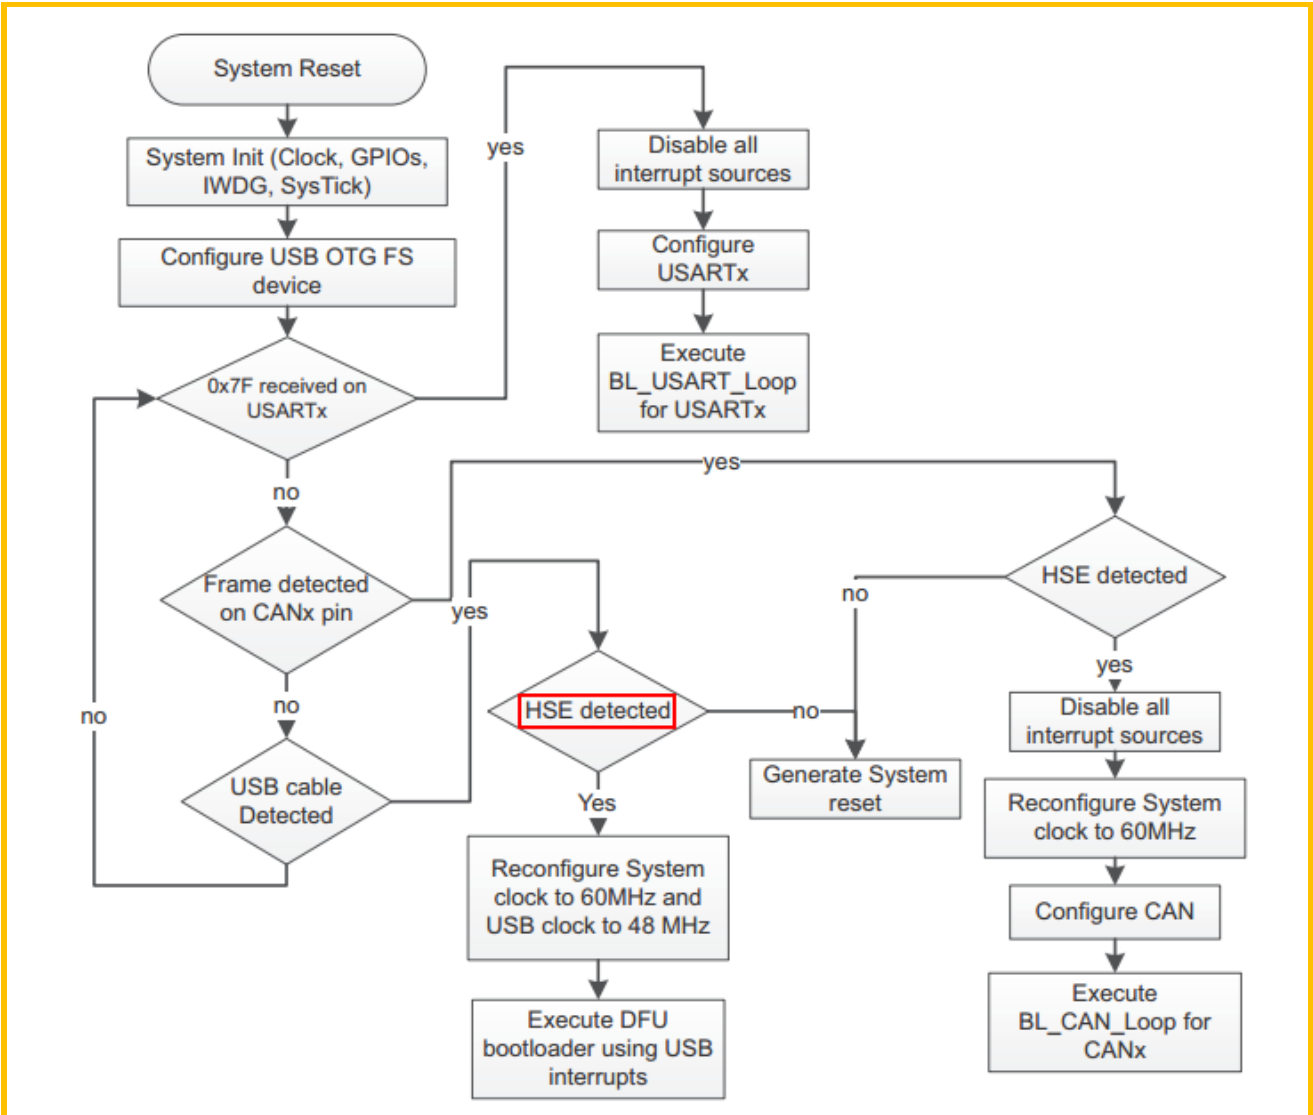 System Reset
System Init (Clock, GPIOs,
IWDG, SysTick)
Configure USB OTG FS
device
0x7F received on
USARTx
yes
Disable all
interrupt sources
Configure
USARTx
Execute
BL_USART_Loop
for USARTx
no
Frame detected
on CANx pin
yes
HSE detected
no
yes
Disable all
interrupt sources
Reconfigure System
clock to 60MHz
Configure CAN
Execute
BL_CAN_Loop for
CANx
no
USB cable
Detected
no
yes
HSE detected
no
Generate System
reset
Yes
Reconfigure System
clock to 60MHz and
USB clock to 48 MHz
Execute DFU
bootloader using USB
interrupts